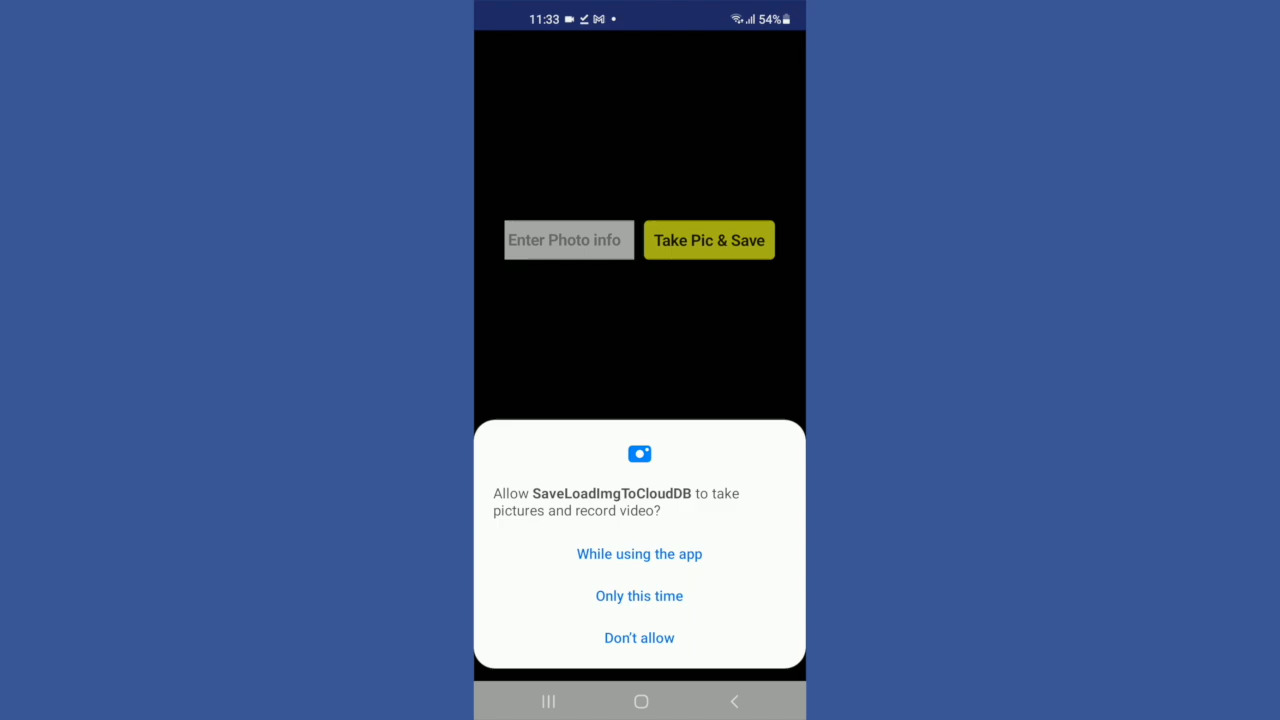 11:33
54%
Enter Photo info
Take Pic & Save
Allow SaveLoadImgToCloudDB to take
pictures and record video?
While using the app
Only this time
Don't allow